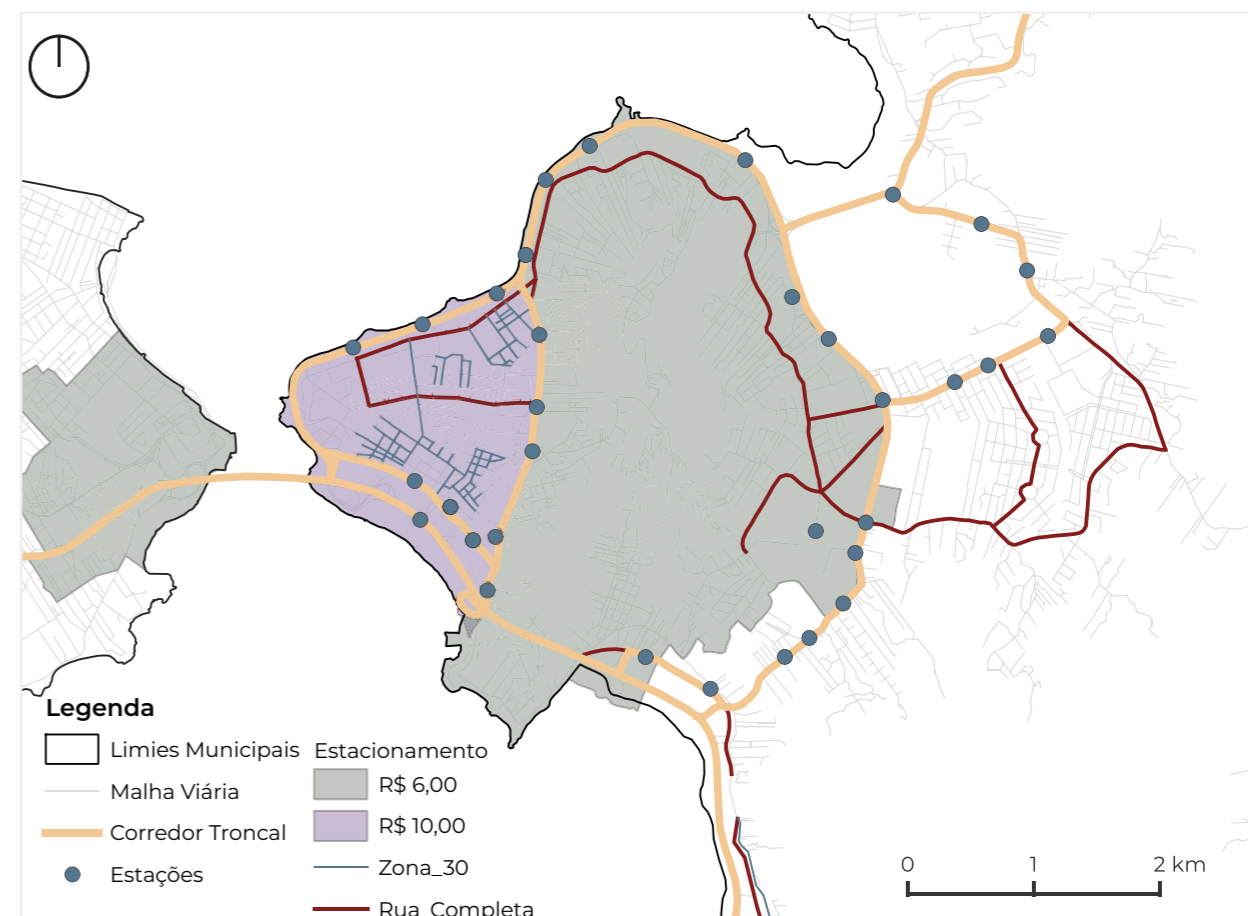 Legenda
Limies Municipais
Malha Viária
Corredor Troncal
Estações
Estacionamento
R$ 6,00
R$ 10,00
Zona_30
Rua_Completa
0 1 2 km